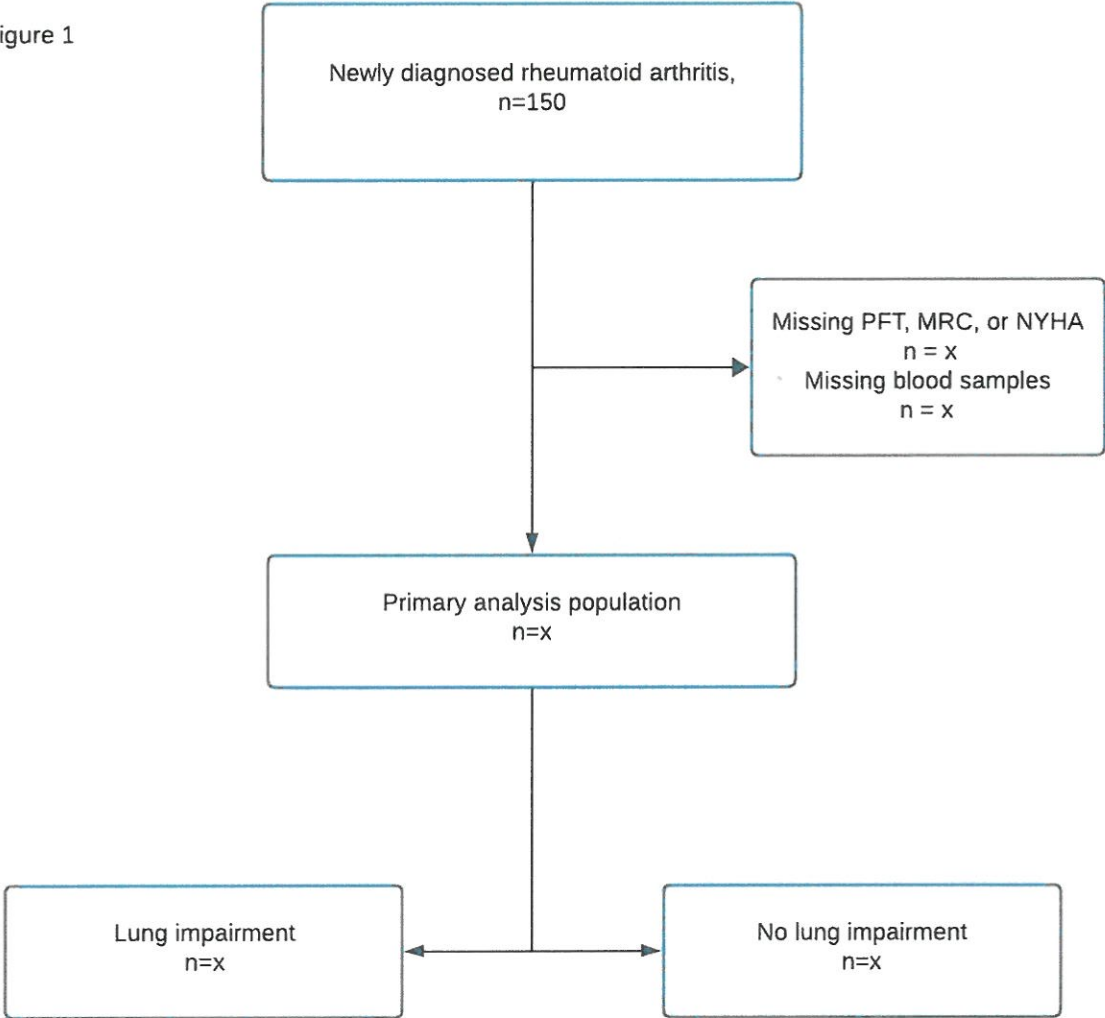 igure 1
Newly diagnosed rheumatoid arthritis,
n=150
Missing PFT, MRC, or NYHA
n = x
Missing blood samples
n = x
Primary analysis population
n=x
Lung impairment
n=x
No lung impairment
n=x